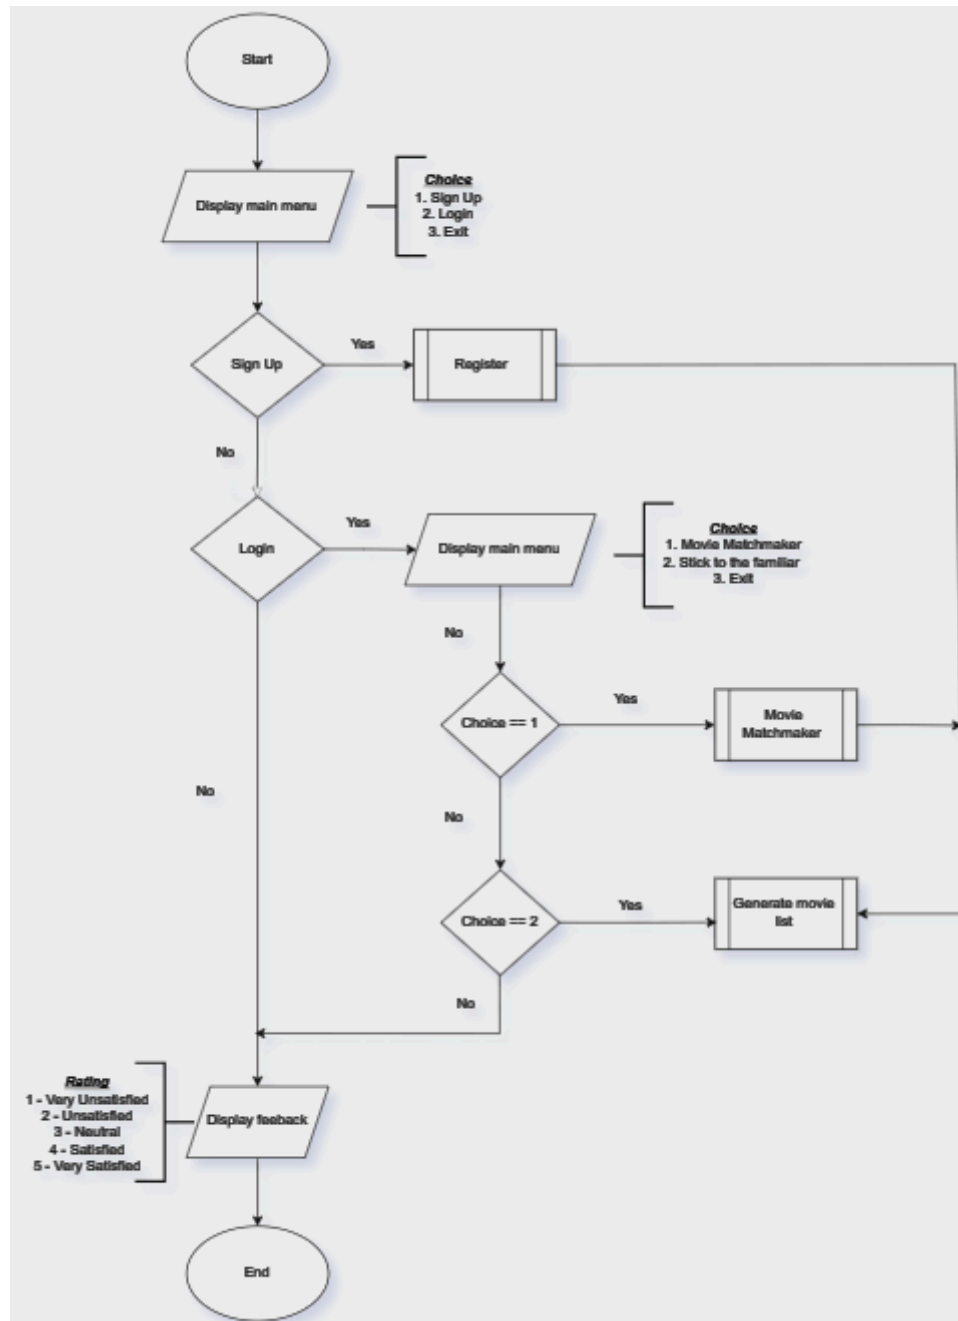 Start
Display main menu
Choice
1. Sign Up
2. Login
3. Exit
Sign Up
Yes
Register
No
Login
Yes
Display main menu
Choice
1. Movie Matchmaker
2. Stick to the familiar
3. Exit
No
Choice == 1
Yes
Movie
Matchmaker
No
No
Choice == 2
Yes
Generate movie
list
No
Rating
1 - Very Unsatisfied
2 - Unsatisfied
3 - Neutral
4 - Satisfied
5 - Very Satisfied
Display feeback
End